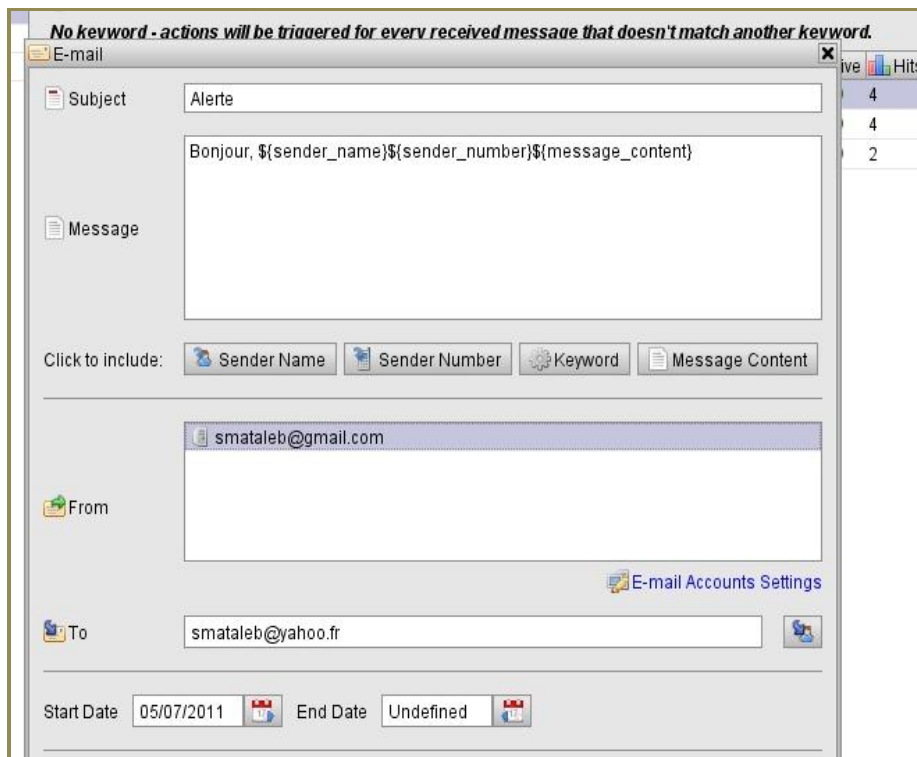 No keyword - actions will be triggered for every received message that doesn't match another keyword.
E-mail
ive Hits
Subject Alerte
4
4
2
Bonjour, ${sender_name}${sender_number}${message_content}
Message
Click to include: Sender Name Sender Number Keyword Message Content
smataleb@gmail.com
From
E-mail Accounts Settings
To smataleb@yahoo.fr
Start Date 05/07/2011 End Date Undefined